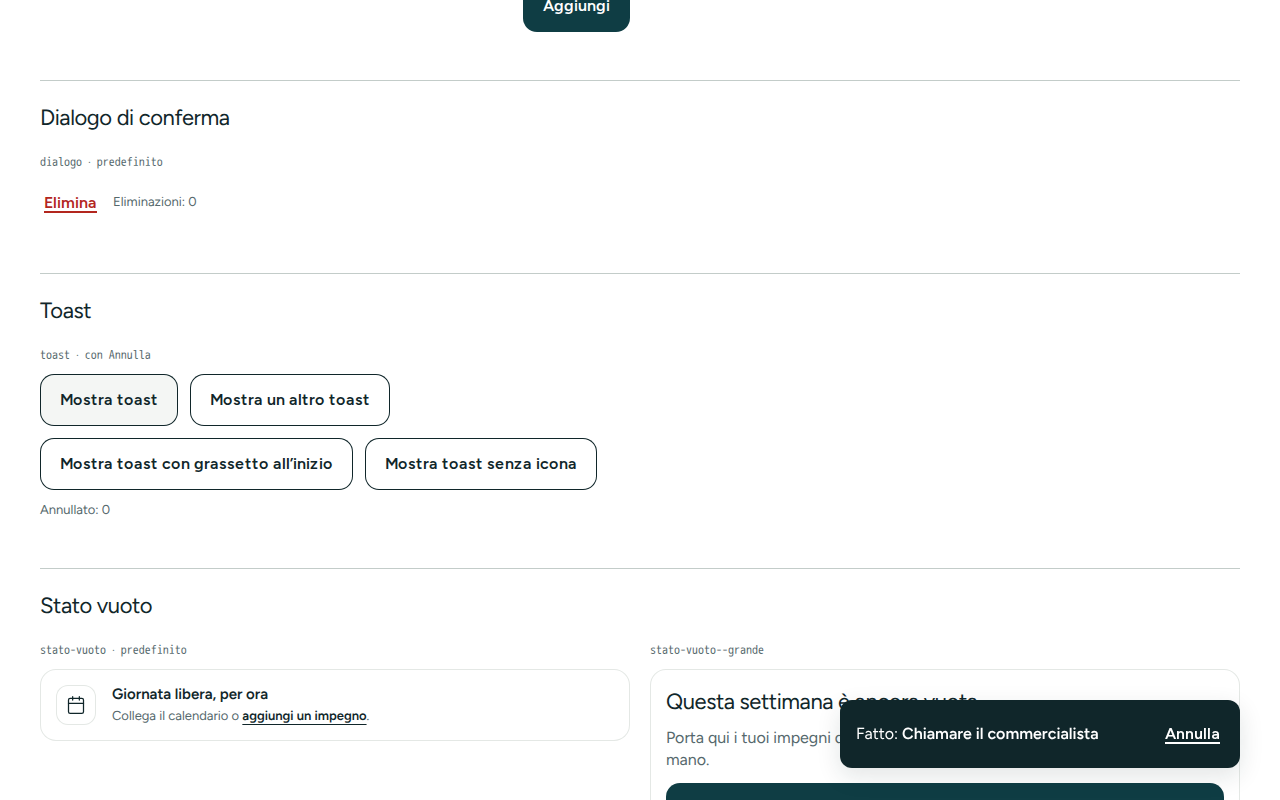 Aggiungi
Dialogo di conferma
dialogo · predefinito
Elimina Eliminazioni: 0
Toast
toast · con Annulla
Mostra toast Mostra un altro toast
Mostra toast con grassetto all’inizio Mostra toast senza icona
Annullato: 0
Stato vuoto
stato-vuoto · predefinito
Giornata libera, per ora
Collega il calendario o aggiungi un impegno.
stato-vuoto--grande
Questa settimana è ancora vuota
Porta qui i tuoi impegni
mano.
Fatto: Chiamare il commercialista Annulla